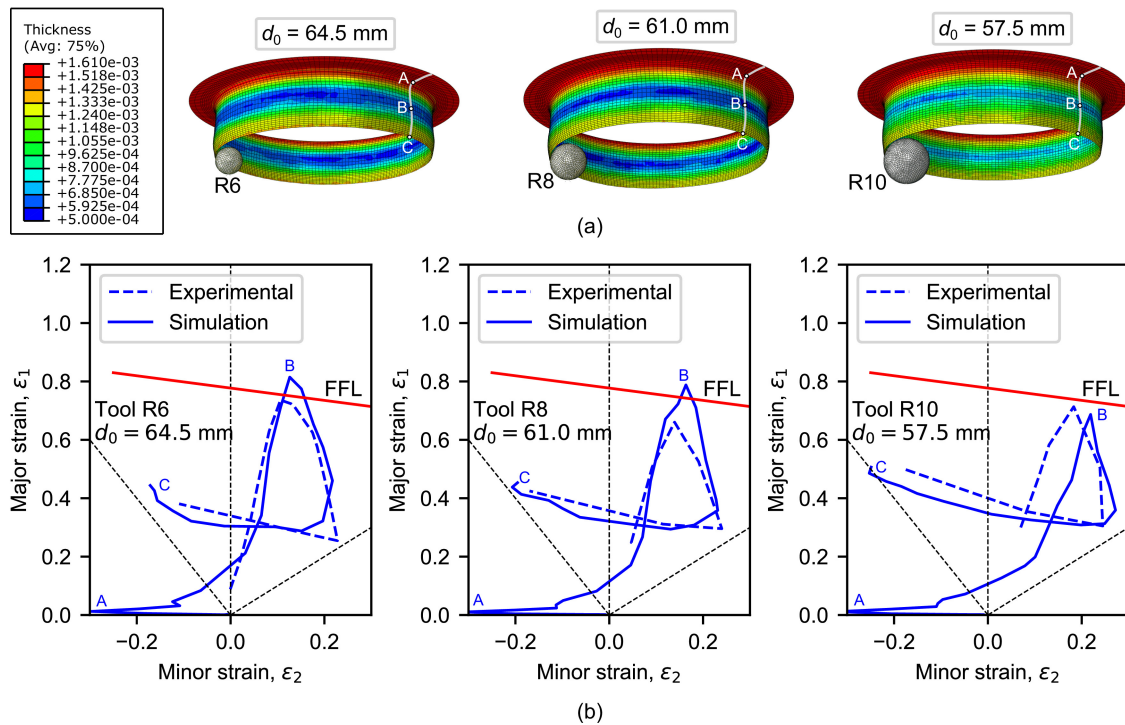 Thickness
(Avg: 75%)
+1.610e-03
+1.518e-03
+1.425e-03
+1.333e-03
+1.240e-03
+1.148e-03
+1.055e-03
+9.625e-04
+8.700e-04
+7.775e-04
+6.850e-04
+5.925e-04
+5.000e-04
d₀ = 64.5 mm
A
B
C
R6
d₀ = 61.0 mm
A
B
C
R8
d₀ = 57.5 mm
A
B
C
R10
(a)
Major strain, ε₁
1.2
1.0
0.8
0.6
0.4
0.2
0.0
Experimental
Simulation
B
FFL
Tool R6
d₀ = 64.5 mm
C
A
−0.2 0.0 0.2
Minor strain, ε₂
Major strain, ε₁
1.2
1.0
0.8
0.6
0.4
0.2
0.0
Experimental
Simulation
B
FFL
Tool R8
d₀ = 61.0 mm
C
A
−0.2 0.0 0.2
Minor strain, ε₂
Major strain, ε₁
1.2
1.0
0.8
0.6
0.4
0.2
0.0
Experimental
Simulation
FFL
B
Tool R10
d₀ = 57.5 mm
C
A
−0.2 0.0 0.2
Minor strain, ε₂
(b)